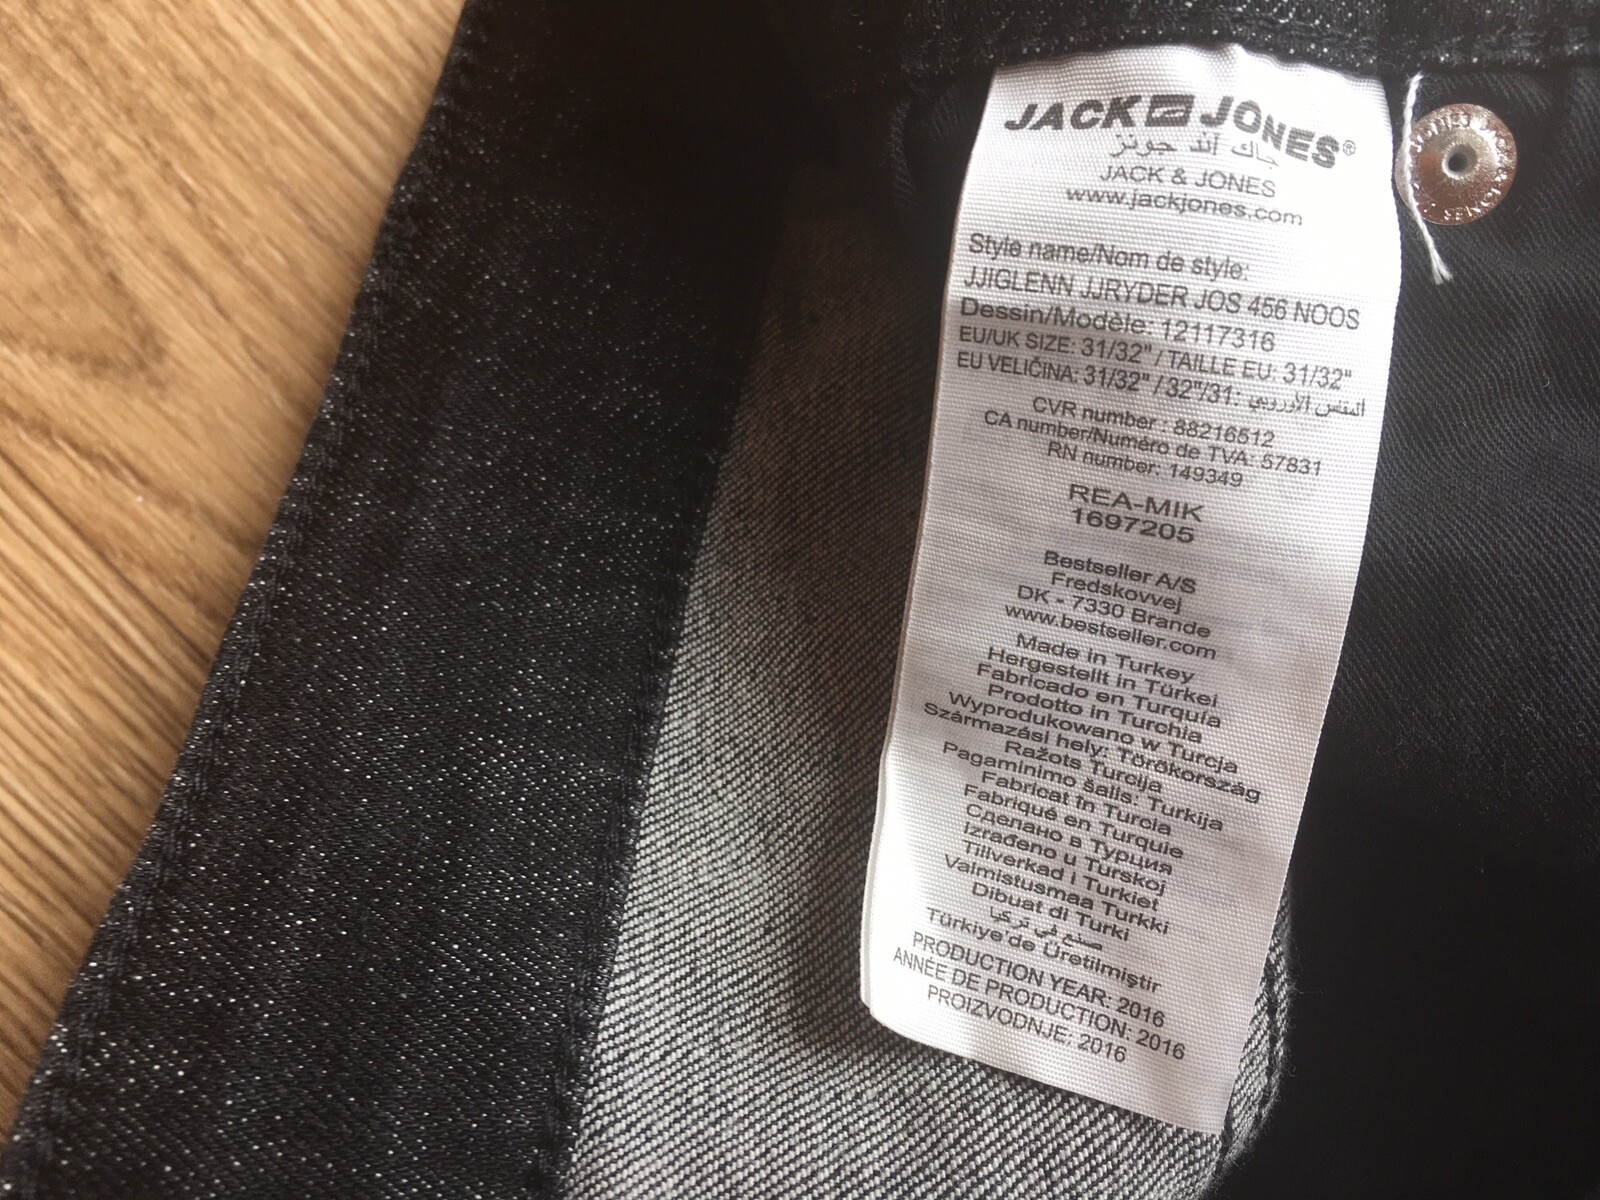 JACK & JONES®
جاك آند جونز
JACK & JONES
www.jackjones.com
Style name/Nom de style:
JJIGLENN JJRYDER JOS 456 NOOS
Dessin/Modèle: 12117316
EU/UK SIZE: 31/32" / TAILLE EU: 31/32"
EU VELIČINA: 31/32" / 32"/31: المقاس الأوروبي
CVR number : 88216512
CA number/Numéro de TVA: 57831
RN number: 149349
REA-MIK
1697205
Bestseller A/S
Fredskovvej
DK - 7330 Brande
www.bestseller.com
Made in Turkey
Hergestellt in Türkei
Fabricado en Turquía
Prodotto in Turchia
Wyprodukowano w Turcja
Származási hely: Törökország
Ražots Turcija
Pagaminimo šalis: Turkija
Fabricat în Turcia
Fabriqué en Turquie
Сделано в Турция
Izrađeno u Turskoj
Tillverkad i Turkiet
Valmistusmaa Turkki
Dibuat di Turki
صنع في تركيا
Türkiye'de Üretilmiştir
PRODUCTION YEAR: 2016
ANNÉE DE PRODUCTION: 2016
PROIZVODNJE: 2016